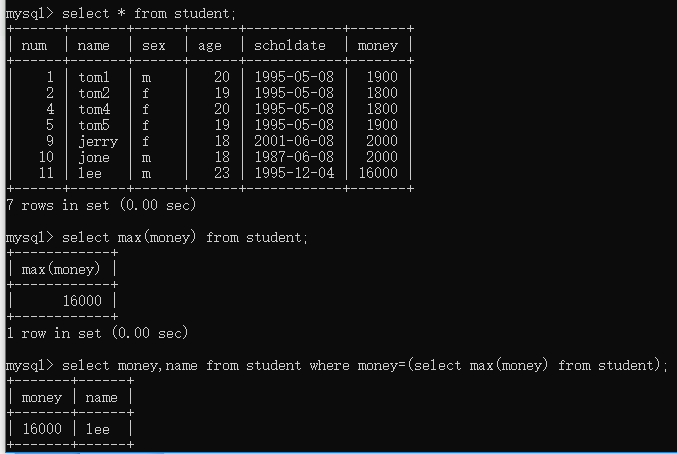 mysql> select * from student;
+------+-------+------+------+------------+-------+
| num | name | sex | age | scholdate | money |
+------+-------+------+------+------------+-------+
| 1 | tom1 | m | 20 | 1995-05-08 | 1900 |
| 2 | tom2 | f | 19 | 1995-05-08 | 1800 |
| 4 | tom4 | f | 20 | 1995-05-08 | 1800 |
| 5 | tom5 | f | 19 | 1995-05-08 | 1900 |
| 9 | jerry | f | 18 | 2001-06-08 | 2000 |
| 10 | jone | m | 18 | 1987-06-08 | 2000 |
| 11 | lee | m | 23 | 1995-12-04 | 16000 |
+------+-------+------+------+------------+-------+
7 rows in set (0.00 sec)
mysql> select max(money) from student;
+------------+
| max(money) |
+------------+
| 16000 |
+------------+
1 row in set (0.00 sec)
mysql> select money,name from student where money=(select max(money) from student);
+-------+------+
| money | name |
+-------+------+
| 16000 | lee |
+-------+------+